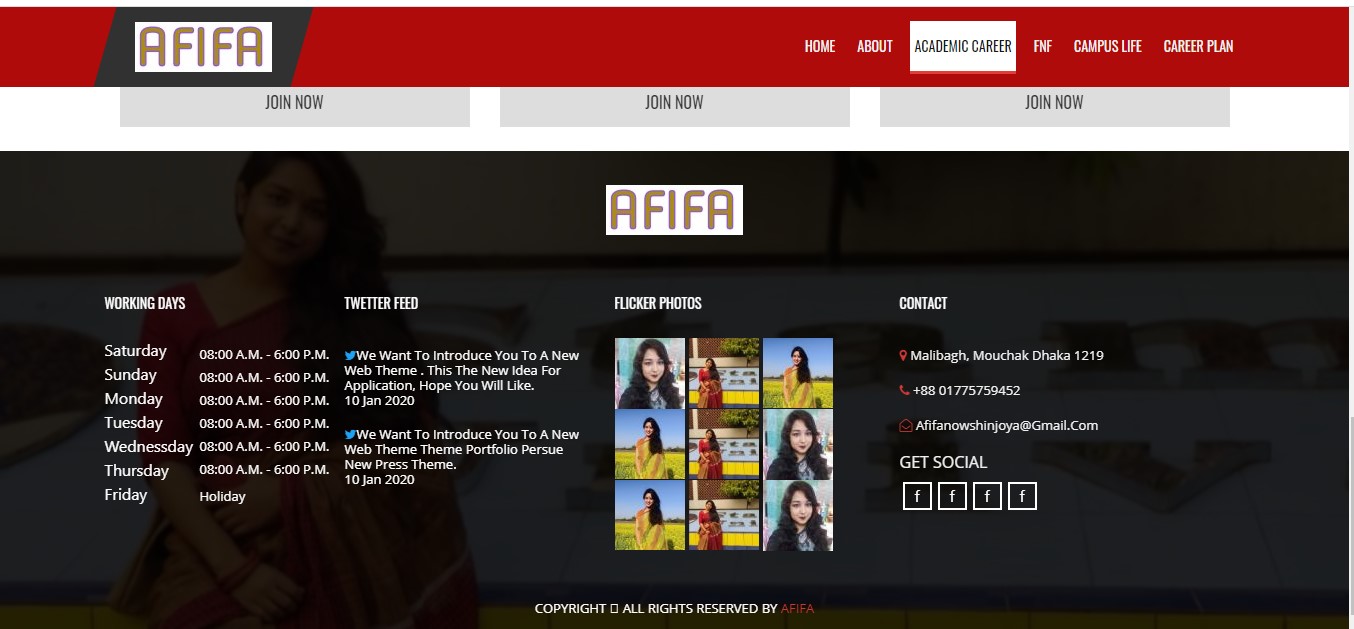 AFIFA
HOME ABOUT ACADEMIC CAREER FNF CAMPUS LIFE CAREER PLAN
JOIN NOW JOIN NOW JOIN NOW
AFIFA
WORKING DAYS
Saturday 08:00 A.M. - 6:00 P.M.
Sunday 08:00 A.M. - 6:00 P.M.
Monday 08:00 A.M. - 6:00 P.M.
Tuesday 08:00 A.M. - 6:00 P.M.
Wednessday 08:00 A.M. - 6:00 P.M.
Thursday 08:00 A.M. - 6:00 P.M.
Friday Holiday
TWETTER FEED
We Want To Introduce You To A New
Web Theme . This The New Idea For
Application, Hope You Will Like.
10 Jan 2020
We Want To Introduce You To A New
Web Theme Theme Portfolio Persue
New Press Theme.
10 Jan 2020
FLICKER PHOTOS
CONTACT
Malibagh, Mouchak Dhaka 1219
+88 01775759452
Afifanowshinjoya@Gmail.Com
GET SOCIAL
f f f f
COPYRIGHT ▯ ALL RIGHTS RESERVED BY AFIFA